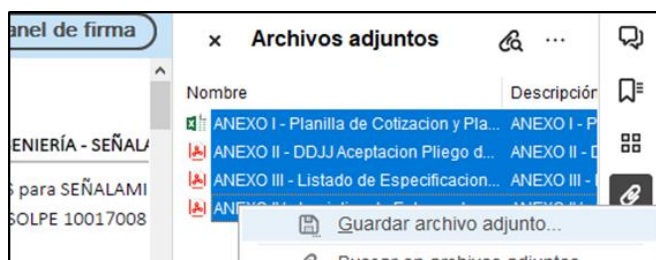 anel de firma
× Archivos adjuntos ...
Nombre Descripción
ANEXO I - Planilla de Cotizacion y Pla... ANEXO I - P
ENIERÍA - SEÑALA
ANEXO II - DDJJ Aceptacion Pliego d... ANEXO II - D
ANEXO III - Listado de Especificacion... ANEXO III -
S para SEÑALAMI
SOLPE 10017008
Guardar archivo adjunto...